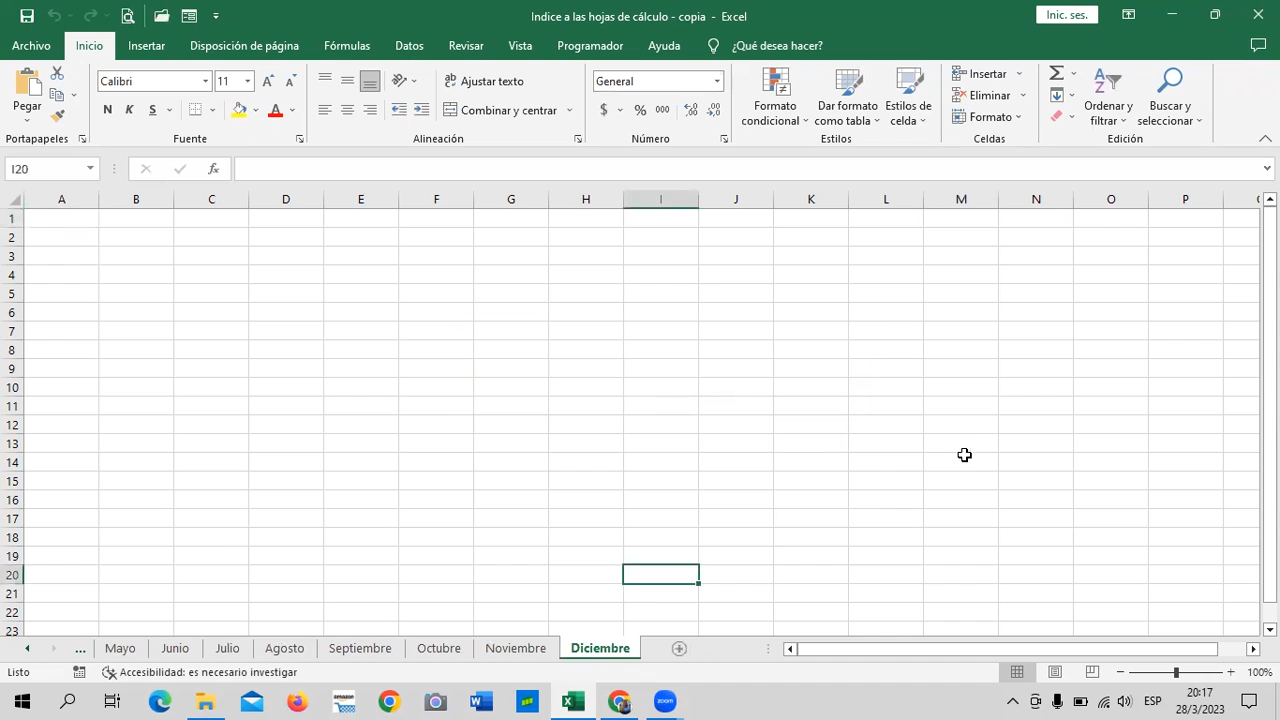 Indice a las hojas de cálculo - copia - Excel
Inic. ses.
Archivo Inicio Insertar Disposición de página Fórmulas Datos Revisar Vista Programador Ayuda ¿Qué desea hacer?
Pegar
Calibri 11
N K S
Ajustar texto
Combinar y centrar
General
$ % 000
Formato condicional
Dar formato como tabla
Estilos de celda
Insertar
Eliminar
Formato
Ordenar y filtrar
Buscar y seleccionar
Portapapeles Fuente Alineación Número Estilos Celdas Edición
I20 fx
A B C D E F G H I J K L M N O P
1
2
3
4
5
6
7
8
9
10
11
12
13
14
15
16
17
18
19
20
21
22
23
... Mayo Junio Julio Agosto Septiembre Octubre Noviembre Diciembre
Listo Accesibilidad: es necesario investigar 100%
ESP 20:17
28/3/2023